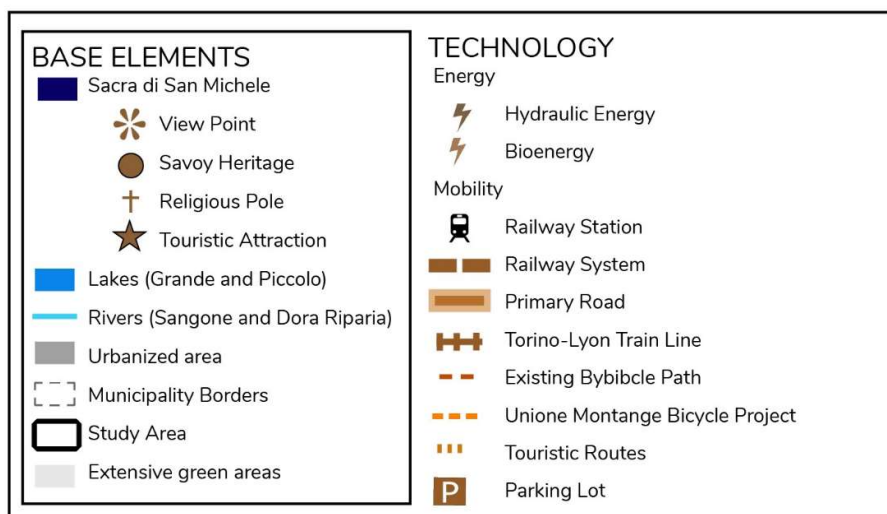 BASE ELEMENTS
Sacra di San Michele
View Point
Savoy Heritage
Religious Pole
Touristic Attraction
Lakes (Grande and Piccolo)
Rivers (Sangone and Dora Riparia)
Urbanized area
Municipality Borders
Study Area
Extensive green areas
TECHNOLOGY
Energy
Hydraulic Energy
Bioenergy
Mobility
Railway Station
Railway System
Primary Road
Torino-Lyon Train Line
Existing Bybibcle Path
Unione Montange Bicycle Project
Touristic Routes
P Parking Lot